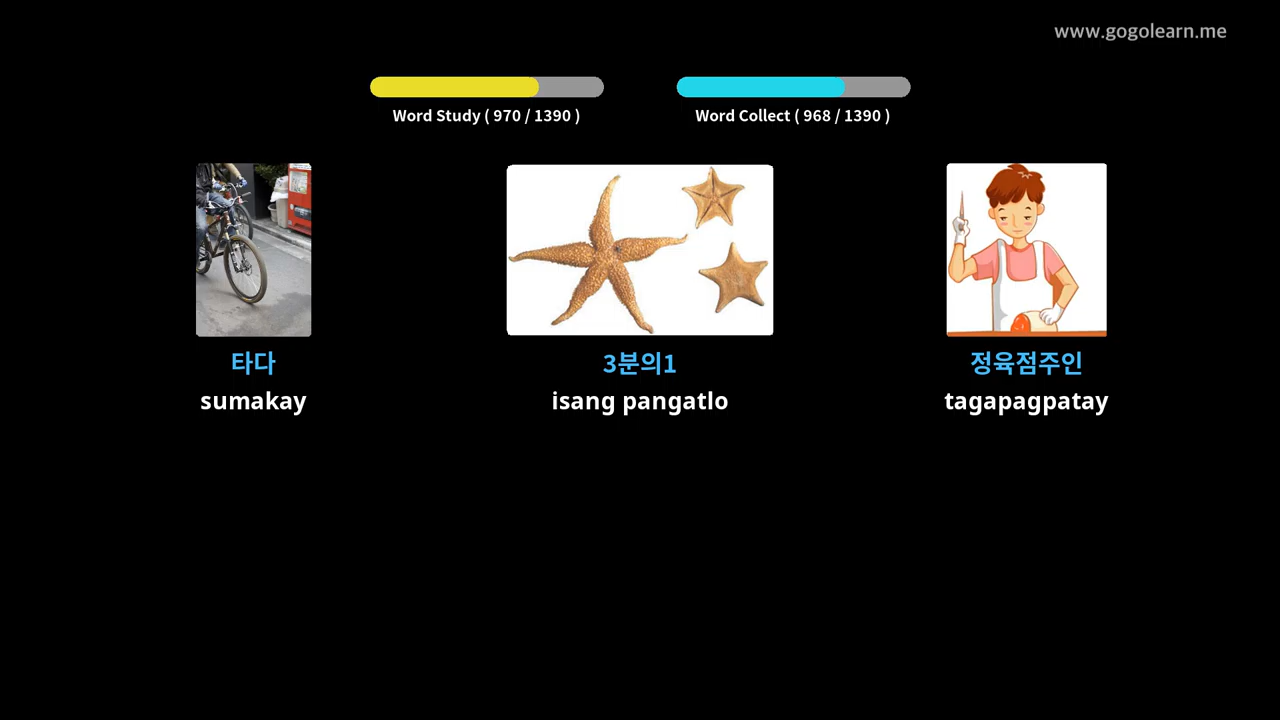 www.gogolearn.me
Word Study ( 970 / 1390 )
Word Collect ( 968 / 1390 )
타다
sumakay
3분의1
isang pangatlo
정육점주인
tagapagpatay